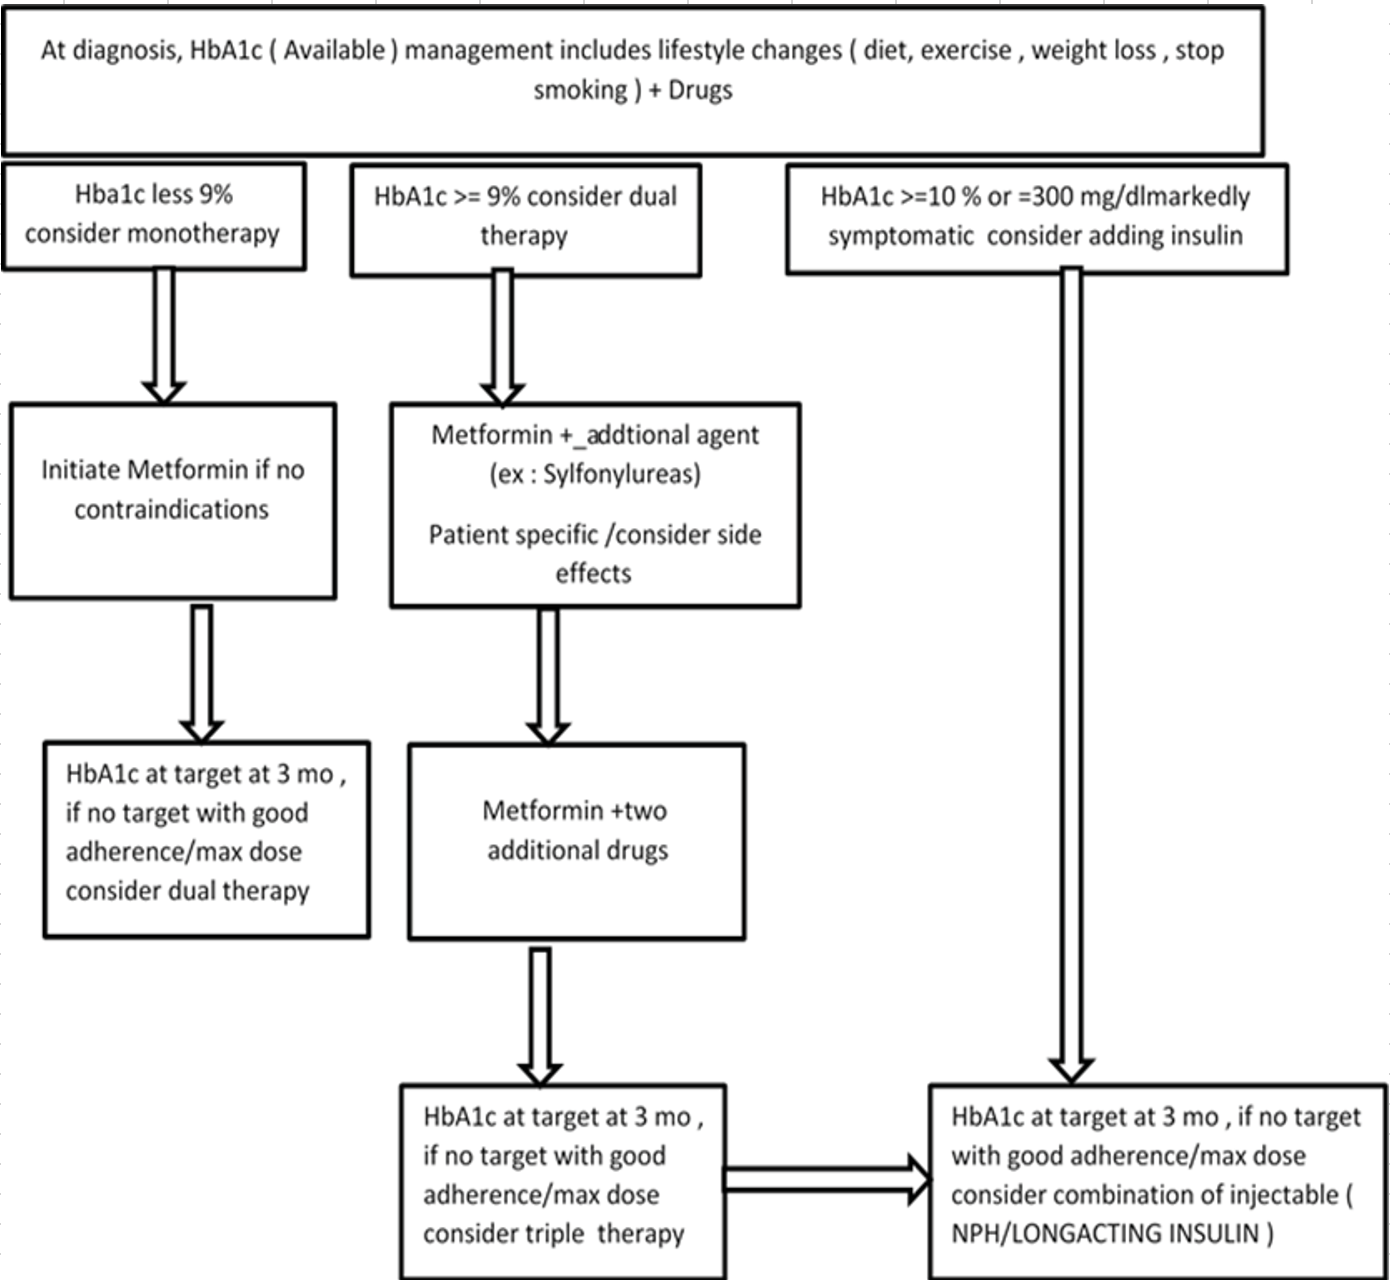 At diagnosis, HbA1c ( Available ) management includes lifestyle changes ( diet, exercise , weight loss , stop
smoking ) + Drugs
Hba1c less 9%
consider monotherapy
HbA1c >= 9% consider dual
therapy
HbA1c >=10 % or =300 mg/dlmarkedly
symptomatic consider adding insulin
Initiate Metformin if no
contraindications
Metformin +_addtional agent
(ex : Sylfonylureas)
Patient specific /consider side
effects
HbA1c at target at 3 mo ,
if no target with good
adherence/max dose
consider dual therapy
Metformin +two
additional drugs
HbA1c at target at 3 mo ,
if no target with good
adherence/max dose
consider triple therapy
HbA1c at target at 3 mo , if no target
with good adherence/max dose
consider combination of injectable (
NPH/LONGACTING INSULIN )